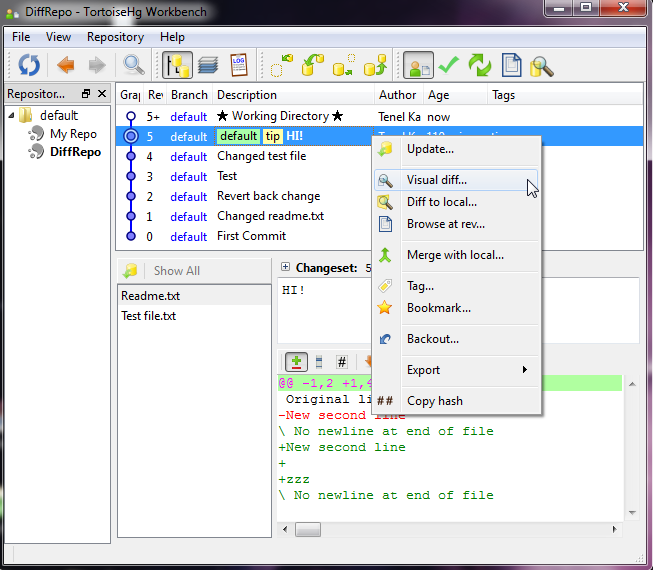 DiffRepo - TortoiseHg Workbench
File View Repository Help
LOG
Repositor...
default
My Repo
DiffRepo
Graph Rev Branch Description Author Age Tags
5+ default ★ Working Directory ★ Tenel Ka now
5 default default tip HI!
4 default Changed test file
3 default Test
2 default Revert back change
1 default Changed readme.txt
0 default First Commit
Update...
Visual diff...
Diff to local...
Browse at rev...
Merge with local...
Tag...
Bookmark...
Backout...
Export
## Copy hash
Show All
Readme.txt
Test file.txt
Changeset: 5
HI!
#
@@ -1,2 +1,4
Original li
-New second line
\ No newline at end of file
+New second line
+
+zzz
\ No newline at end of file